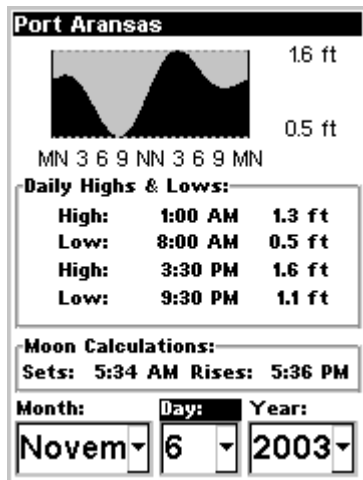 Port Aransas
1.6 ft
0.5 ft
MN 3 6 9 NN 3 6 9 MN
Daily Highs & Lows:
High: 1:00 AM 1.3 ft
Low: 8:00 AM 0.5 ft
High: 3:30 PM 1.6 ft
Low: 9:30 PM 1.1 ft
Moon Calculations:
Sets: 5:34 AM Rises: 5:36 PM
Month: Day: Year:
Novem 6 2003